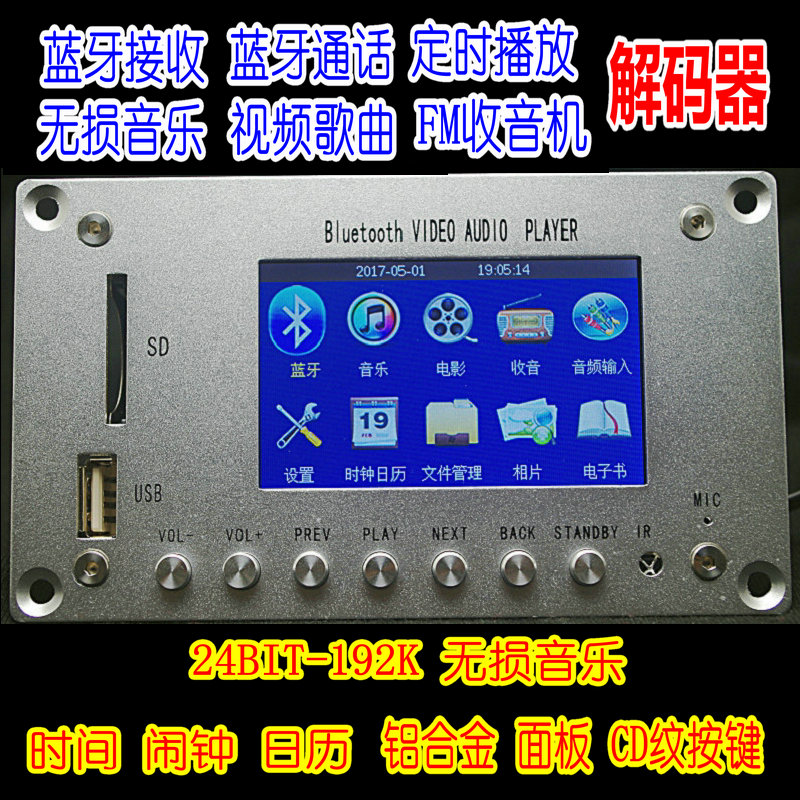 蓝牙接收 蓝牙通话 定时播放
无损音乐 视频歌曲 FM收音机
解码器
Bluetooth VIDEO AUDIO PLAYER
2017-05-01 19:05:14
蓝牙 音乐 电影 收音 音频输入
19
设置 时钟日历 文件管理 相片 电子书
SD
USB
MIC
VOL- VOL+ PREV PLAY NEXT BACK STANDBY IR
24BIT-192K 无损音乐
时间 闹钟 日历 铝合金 面板 CD纹按键